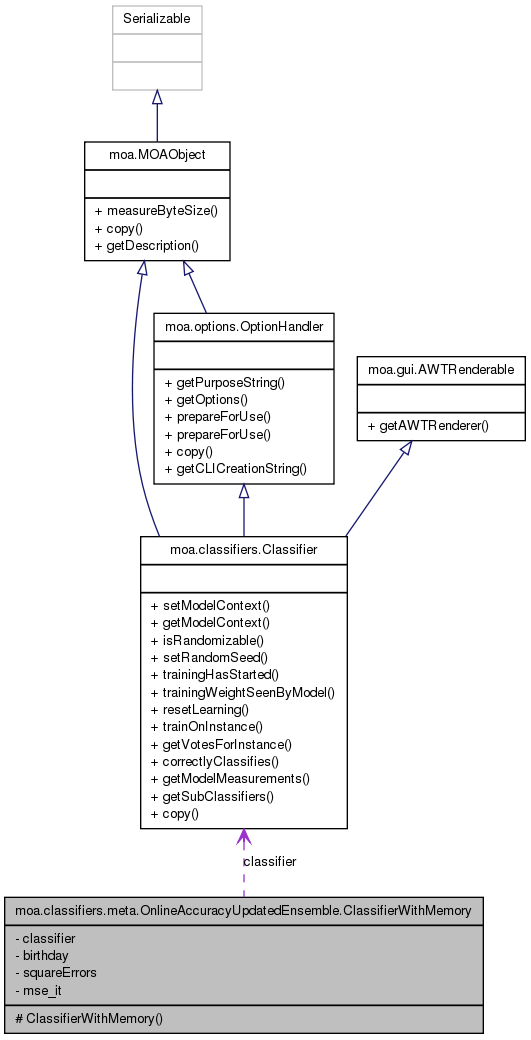 Serializable
moa.MOAObject
+ measureByteSize()
+ copy()
+ getDescription()
moa.options.OptionHandler
+ getPurposeString()
+ getOptions()
+ prepareForUse()
+ prepareForUse()
+ copy()
+ getCLICreationString()
moa.gui.AWTRenderable
+ getAWTRenderer()
moa.classifiers.Classifier
+ setModelContext()
+ getModelContext()
+ isRandomizable()
+ setRandomSeed()
+ trainingHasStarted()
+ trainingWeightSeenByModel()
+ resetLearning()
+ trainOnInstance()
+ getVotesForInstance()
+ correctlyClassifies()
+ getModelMeasurements()
+ getSubClassifiers()
+ copy()
classifier
moa.classifiers.meta.OnlineAccuracyUpdatedEnsemble.ClassifierWithMemory
- classifier
- birthday
- squareErrors
- mse_it
# ClassifierWithMemory()